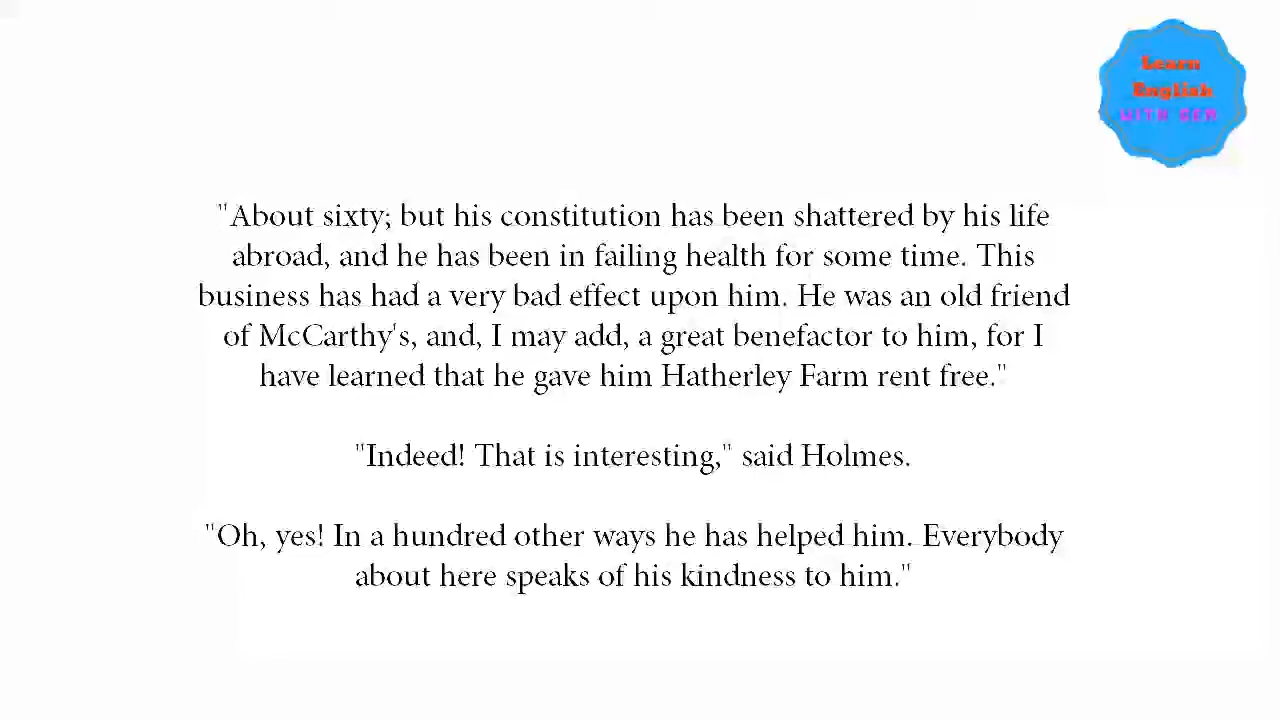 Learn
English
WITH GEM
"About sixty; but his constitution has been shattered by his life
abroad, and he has been in failing health for some time. This
business has had a very bad effect upon him. He was an old friend
of McCarthy's, and, I may add, a great benefactor to him, for I
have learned that he gave him Hatherley Farm rent free."
"Indeed! That is interesting," said Holmes.
"Oh, yes! In a hundred other ways he has helped him. Everybody
about here speaks of his kindness to him."